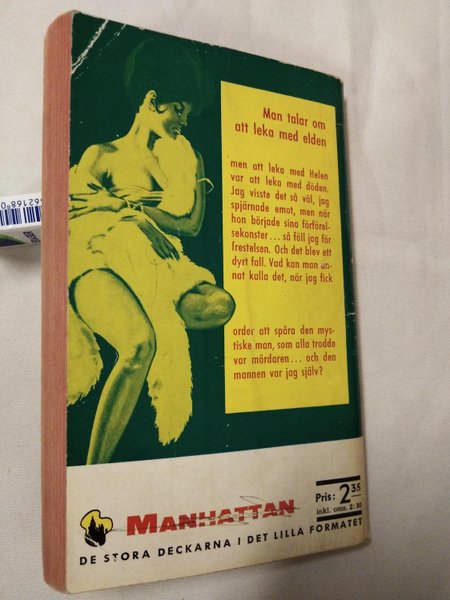 Man talar om
att leka med elden
men att leka med Helen
var att leka med döden.
Jag visste det så väl, jag
spjärnade emot, men när
hon började sina förförel-
sekonster... så föll jag för
frestelsen. Och det blev ett
dyrt fall. Vad kan man an-
nat kalla det, när jag fick
order att spåra den mys-
tiske man, som alla trodde
var mördaren... och den
mannen var jag själv?
MANHATTAN
Pris: 2 35
inkl. oms. 2:50
DE STORA DECKARNA I DET LILLA FORMATET